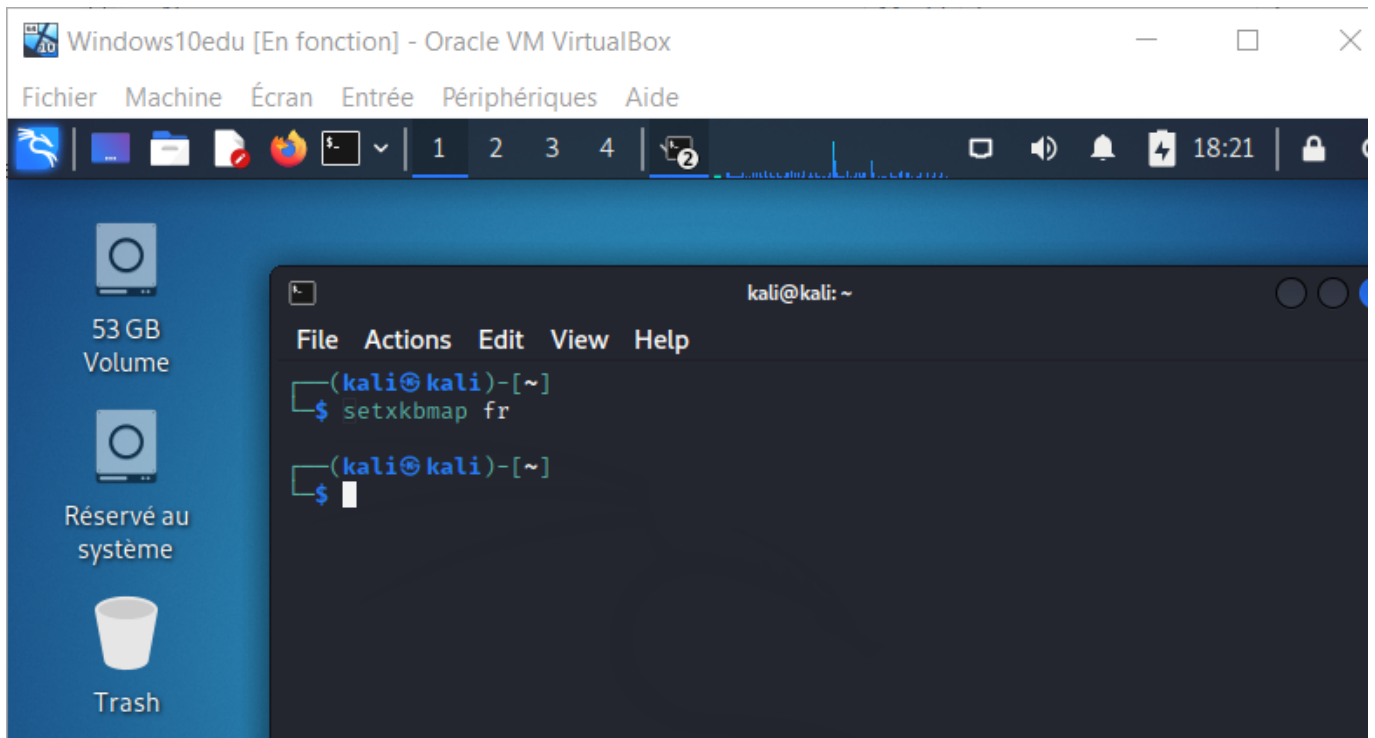 Windows10edu [En fonction] - Oracle VM VirtualBox
Fichier Machine Écran Entrée Périphériques Aide
1 2 3 4 2 18:21
53 GB
Volume
Réservé au
système
Trash
kali@kali: ~
File Actions Edit View Help
┌──(kali㉿kali)-[~]
└─$ setxkbmap fr
┌──(kali㉿kali)-[~]
└─$